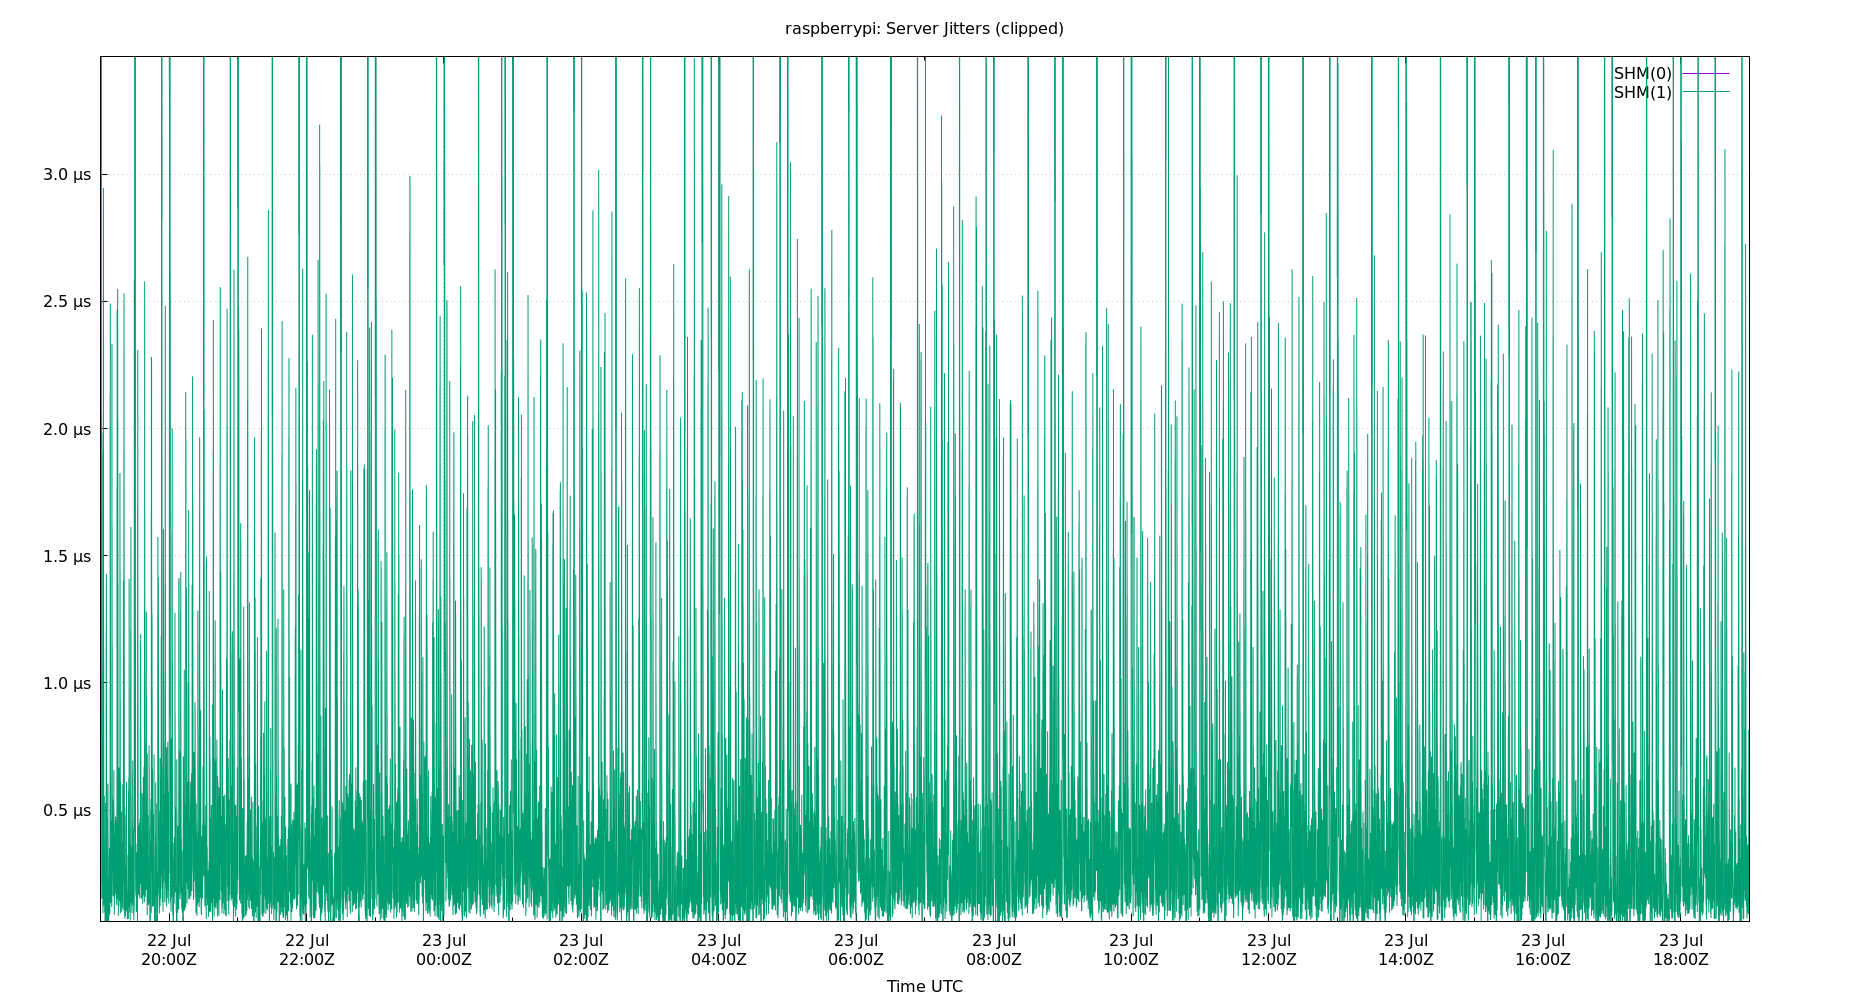 raspberrypi: Server Jitters (clipped)
SHM(0)
SHM(1)
3.0 µs
2.5 µs
2.0 µs
1.5 µs
1.0 µs
0.5 µs
22 Jul 22 Jul 23 Jul 23 Jul 23 Jul 23 Jul 23 Jul 23 Jul 23 Jul 23 Jul 23 Jul 23 Jul
20:00Z 22:00Z 00:00Z 02:00Z 04:00Z 06:00Z 08:00Z 10:00Z 12:00Z 14:00Z 16:00Z 18:00Z
Time UTC